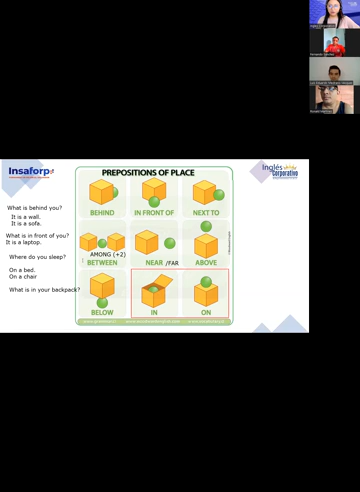 Insaforp
Inglés
Corporativo
PREPOSITIONS OF PLACE
BEHIND
IN FRONT OF
NEXT TO
AMONG (+2)
BETWEEN
NEAR /FAR
ABOVE
BELOW
IN
ON
What is behind you?
It is a wall.
It is a sofa.
What is in front of you?
It is a laptop.
Where do you sleep?
On a bed.
On a chair
What is in your backpack?